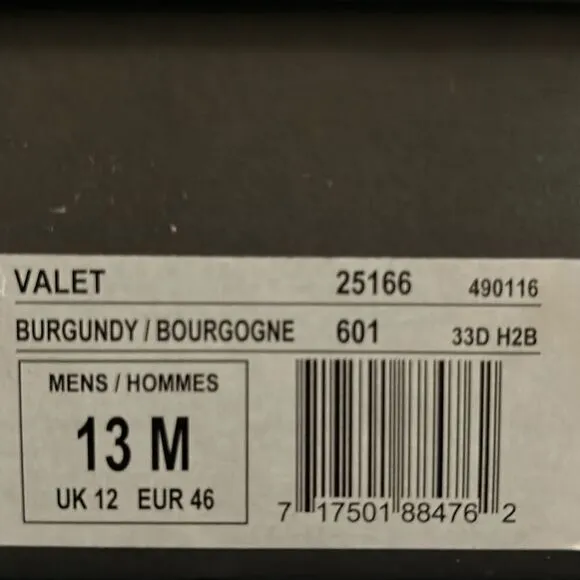 VALET 25166 490116
BURGUNDY / BOURGOGNE 601 33D H2B
MENS / HOMMES
13 M
UK 12 EUR 46
7 17501 88476 2